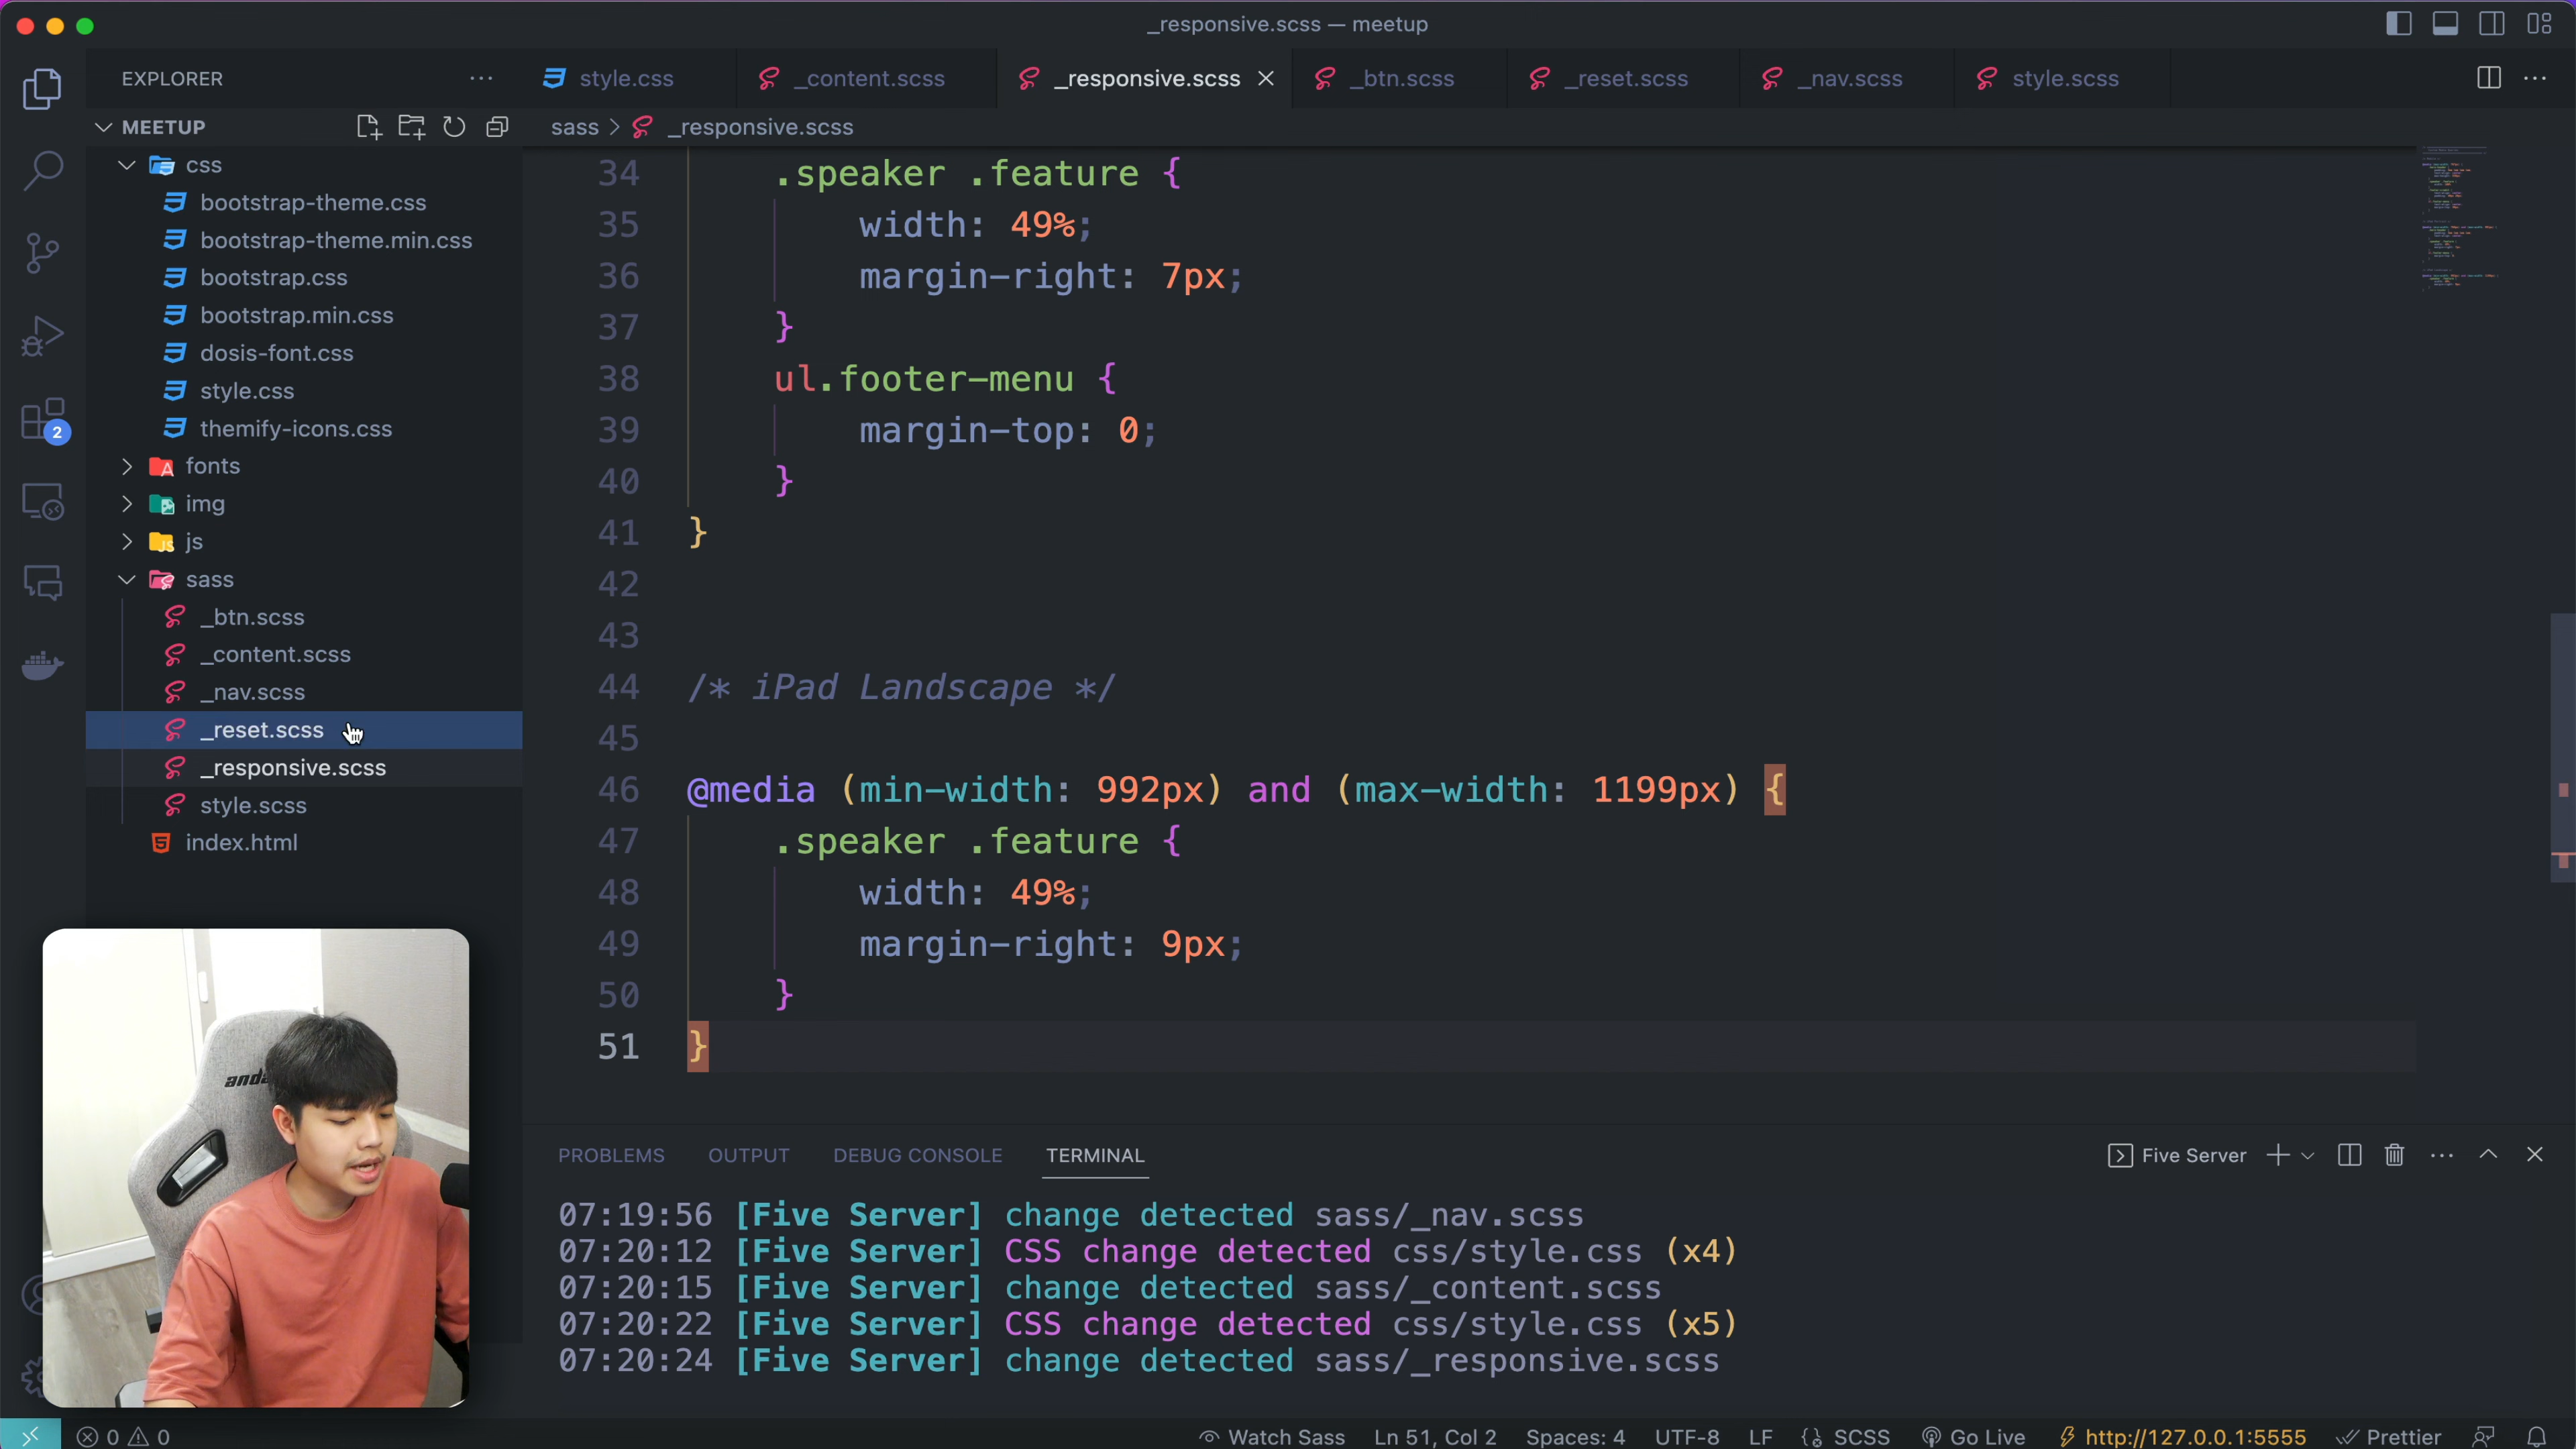 _responsive.scss — meetup
EXPLORER
style.css
_content.scss
_responsive.scss
_btn.scss
_reset.scss
_nav.scss
style.scss
MEETUP
sass > _responsive.scss
css
bootstrap-theme.css
bootstrap-theme.min.css
bootstrap.css
bootstrap.min.css
dosis-font.css
style.css
themify-icons.css
fonts
img
js
sass
_btn.scss
_content.scss
_nav.scss
_reset.scss
_responsive.scss
style.scss
index.html
2
34 .speaker .feature {
35 width: 49%;
36 margin-right: 7px;
37 }
38 ul.footer-menu {
39 margin-top: 0;
40 }
41 }
42
43
44 /* iPad Landscape */
45
46 @media (min-width: 992px) and (max-width: 1199px) {
47 .speaker .feature {
48 width: 49%;
49 margin-right: 9px;
50 }
51 }
PROBLEMS OUTPUT DEBUG CONSOLE TERMINAL
Five Server
07:19:56 [Five Server] change detected sass/_nav.scss
07:20:12 [Five Server] CSS change detected css/style.css (x4)
07:20:15 [Five Server] change detected sass/_content.scss
07:20:22 [Five Server] CSS change detected css/style.css (x5)
07:20:24 [Five Server] change detected sass/_responsive.scss
0 0 Watch Sass Ln 51, Col 2 Spaces: 4 UTF-8 LF SCSS Go Live http://127.0.0.1:5555 Prettier